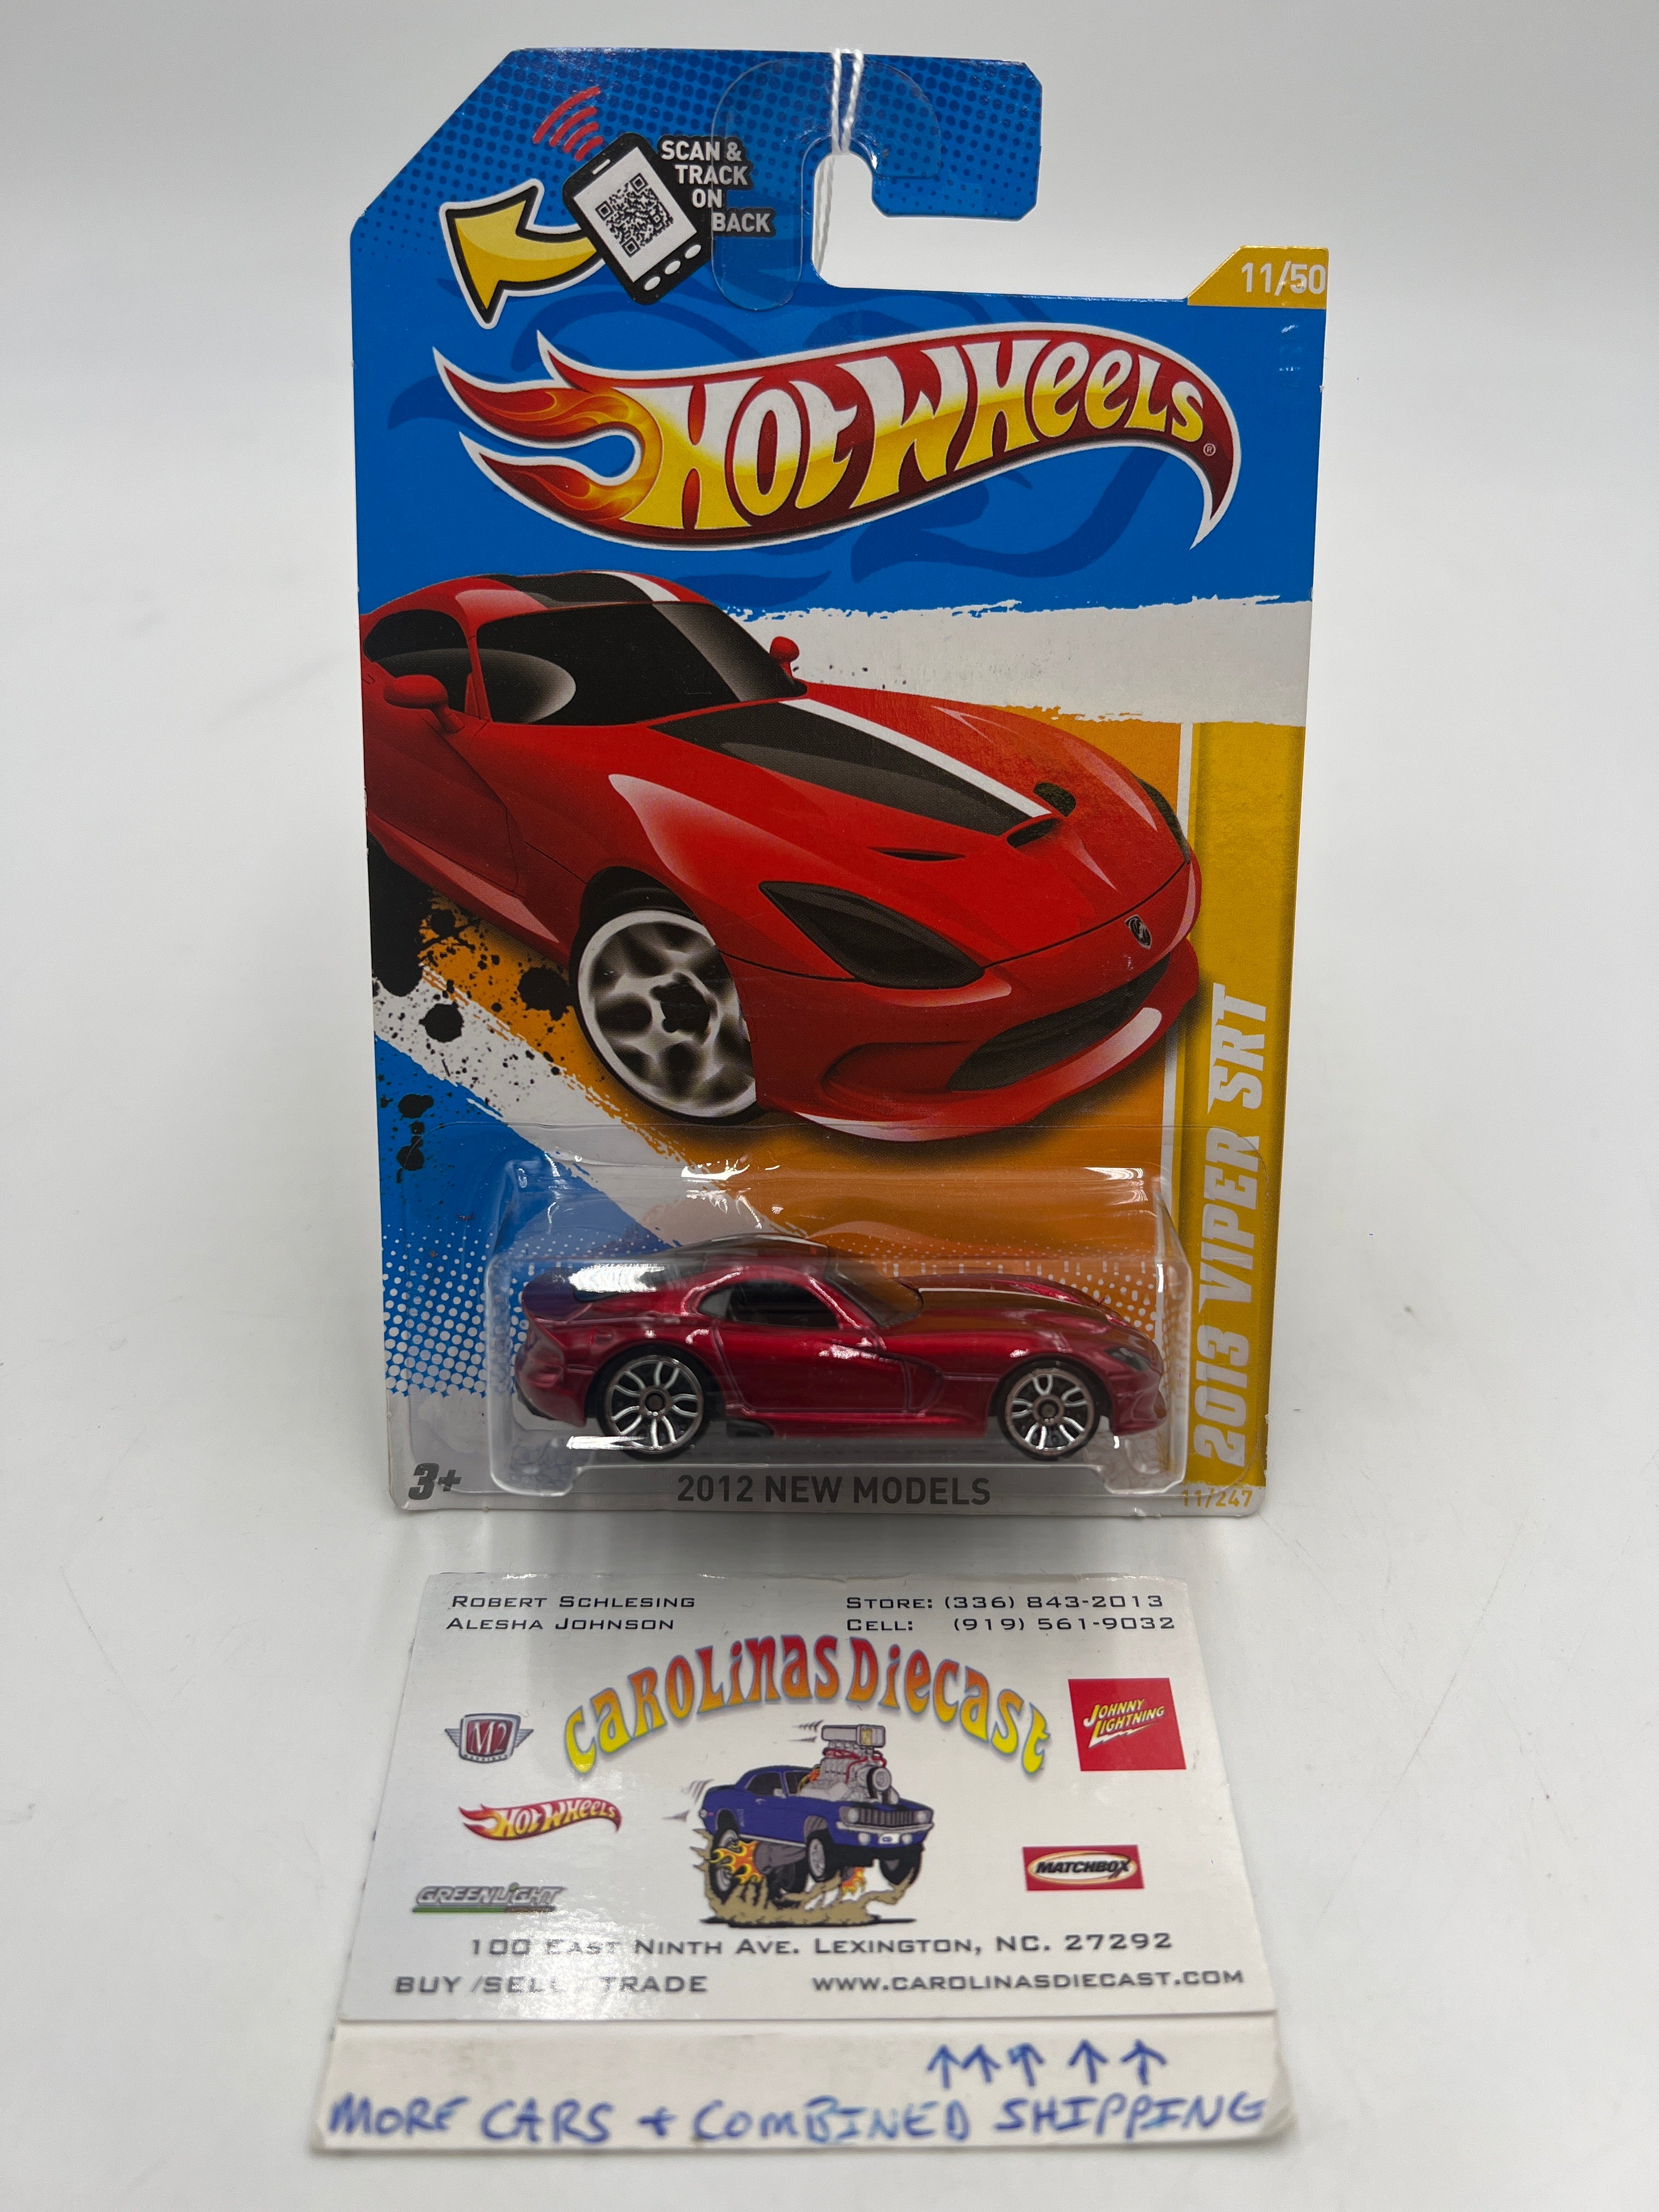 SCAN &
TRACK
ON
BACK
11/50
HOT WHEELS®
2013 VIPER SRT
3+
2012 NEW MODELS
11/247
ROBERT SCHLESING
ALESHA JOHNSON
STORE: (336) 843-2013
CELL: (919) 561-9032
CAROLINAS DIECAST
M2
JOHNNY
LIGHTNING
HOT WHEELS
MATCHBOX
GREENLIGHT
100 EAST NINTH AVE. LEXINGTON, NC. 27292
BUY /SELL TRADE
WWW.CAROLINASDIECAST.COM
MORE CARS + COMBINED SHIPPING